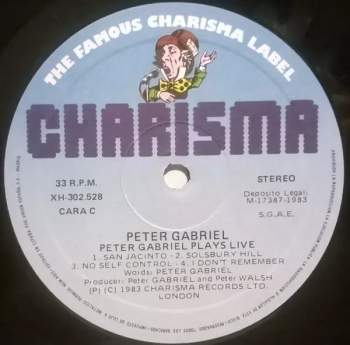 THE FAMOUS CHARISMA LABEL
CHARISMA
33 R.P.M.
XH-302.528
CARA C
STEREO
Deposito Legal:
M-17387-1983
S.G.A.E.
PETER GABRIEL
PETER GABRIEL PLAYS LIVE
1. SAN JACINTO - 2. SOLSBURY HILL
3. NO SELF CONTROL - 4. I DON'T REMEMBER
Words: PETER GABRIEL
Producer: Peter GABRIEL and Peter WALSH
(P) (C) 1983 CHARISMA RECORDS LTD.
LONDON